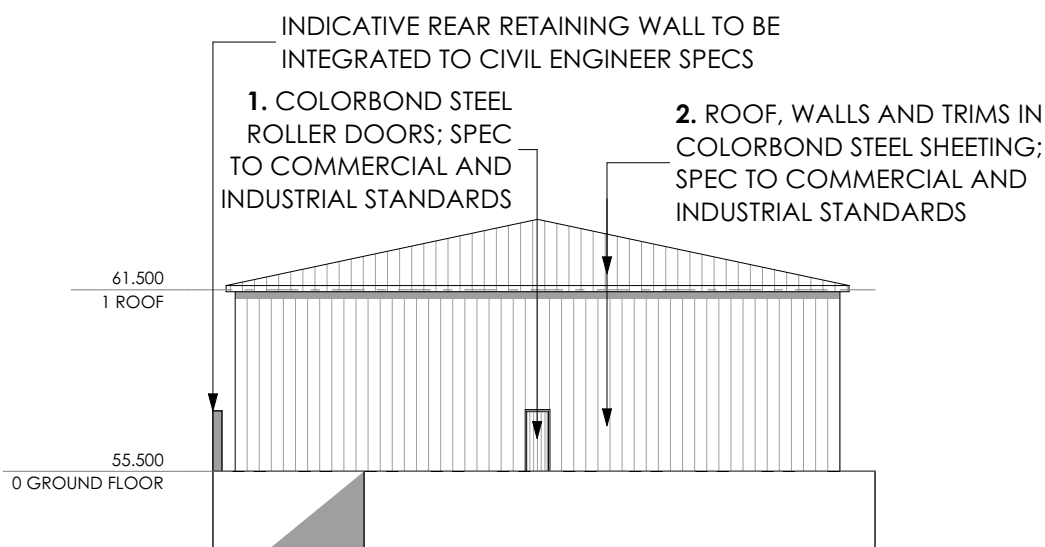 INDICATIVE REAR RETAINING WALL TO BE
INTEGRATED TO CIVIL ENGINEER SPECS
1. COLORBOND STEEL
ROLLER DOORS; SPEC
TO COMMERCIAL AND
INDUSTRIAL STANDARDS
2. ROOF, WALLS AND TRIMS IN
COLORBOND STEEL SHEETING;
SPEC TO COMMERCIAL AND
INDUSTRIAL STANDARDS
61.500
1 ROOF
55.500
0 GROUND FLOOR